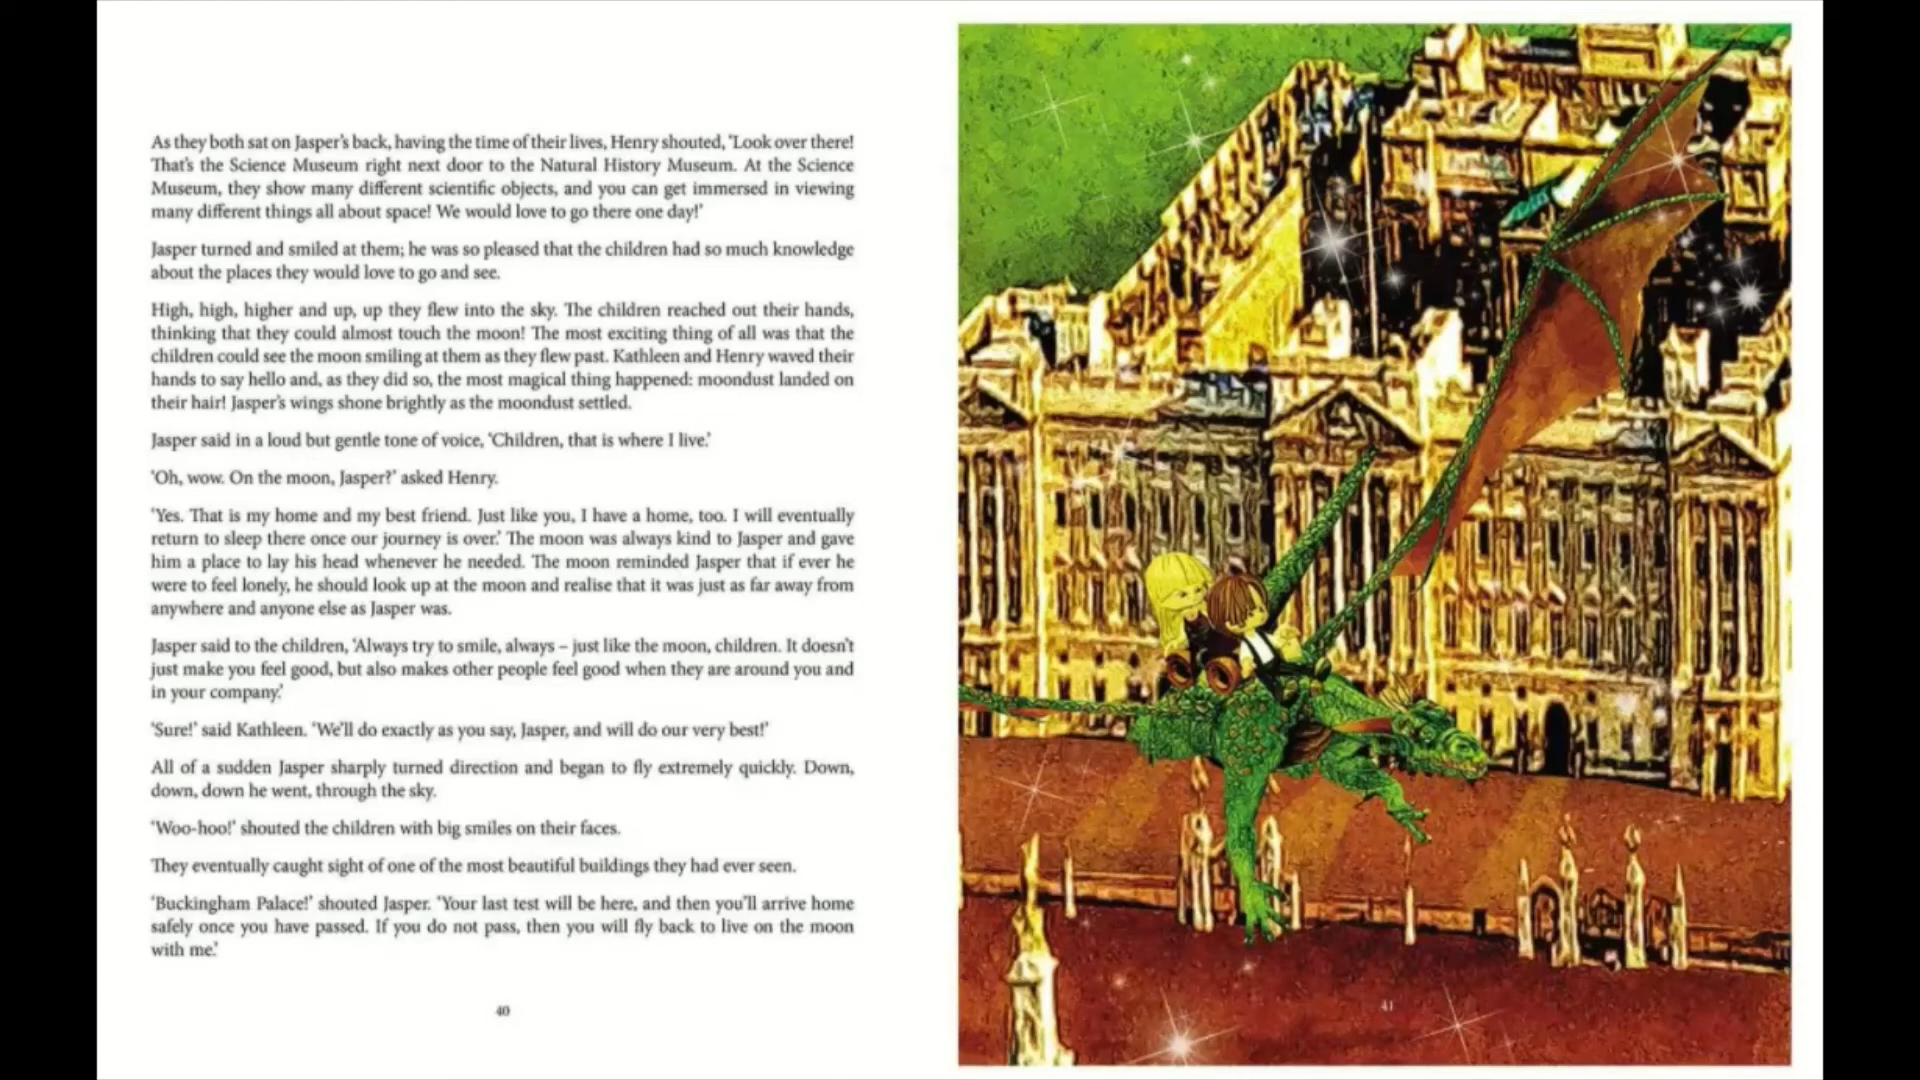 As they both sat on Jasper's back, having the time of their lives, Henry shouted, 'Look over there!
That's the Science Museum right next door to the Natural History Museum. At the Science
Museum, they show many different scientific objects, and you can get immersed in viewing
many different things all about space! We would love to go there one day!'
Jasper turned and smiled at them; he was so pleased that the children had so much knowledge
about the places they would love to go and see.
High, high, higher and up, up they flew into the sky. The children reached out their hands,
thinking that they could almost touch the moon! The most exciting thing of all was that the
children could see the moon smiling at them as they flew past. Kathleen and Henry waved their
hands to say hello and, as they did so, the most magical thing happened: moondust landed on
their hair! Jasper's wings shone brightly as the moondust settled.
Jasper said in a loud but gentle tone of voice, 'Children, that is where I live.'
'Oh, wow. On the moon, Jasper?' asked Henry.
'Yes. That is my home and my best friend. Just like you, I have a home, too. I will eventually
return to sleep there once our journey is over.' The moon was always kind to Jasper and gave
him a place to lay his head whenever he needed. The moon reminded Jasper that if ever he
were to feel lonely, he should look up at the moon and realise that it was just as far away from
anywhere and anyone else as Jasper was.
Jasper said to the children, 'Always try to smile, always – just like the moon, children. It doesn't
just make you feel good, but also makes other people feel good when they are around you and
in your company.'
'Sure!' said Kathleen. 'We'll do exactly as you say, Jasper, and will do our very best!'
All of a sudden Jasper sharply turned direction and began to fly extremely quickly. Down,
down, down he went, through the sky.
'Woo-hoo!' shouted the children with big smiles on their faces.
They eventually caught sight of one of the most beautiful buildings they had ever seen.
'Buckingham Palace!' shouted Jasper. 'Your last test will be here, and then you'll arrive home
safely once you have passed. If you do not pass, then you will fly back to live on the moon
with me.'
40
41